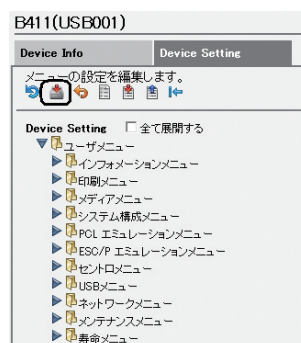 B411(USB001)
Device Info
Device Setting
メニューの設定を編集します。
Device Setting 全て展開する
ユーザメニュー
インフォメーションメニュー
印刷メニュー
メディアメニュー
システム構成メニュー
PCL エミュレーションメニュー
ESC/P エミュレーションメニュー
セントロメニュー
USBメニュー
ネットワークメニュー
メンテナンスメニュー
寿命メニュー